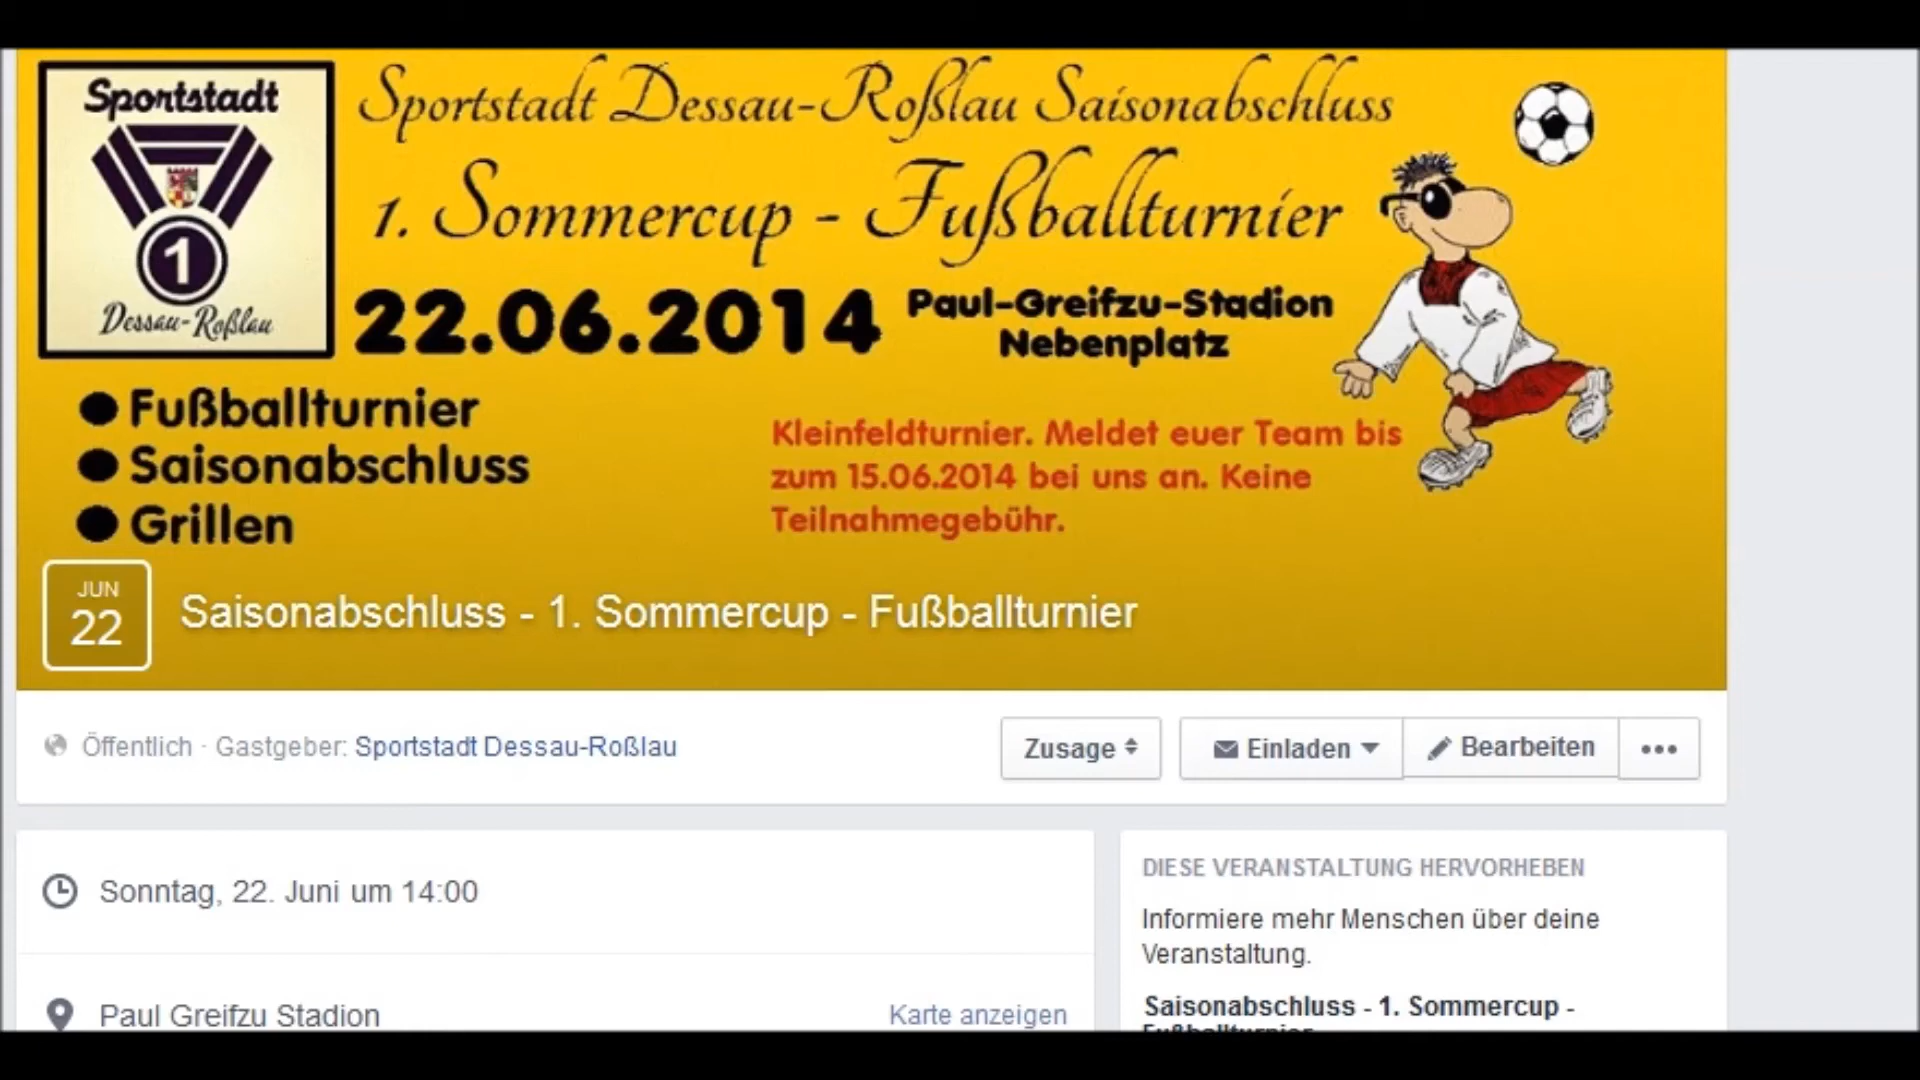 Sportstadt
1
Dessau-Roßlau
Sportstadt Dessau-Roßlau Saisonabschluss
1. Sommercup - Fußballturnier
22.06.2014
Paul-Greifzu-Stadion
Nebenplatz
● Fußballturnier
● Saisonabschluss
● Grillen
Kleinfeldturnier. Meldet euer Team bis
zum 15.06.2014 bei uns an. Keine
Teilnahmegebühr.
JUN
22
Saisonabschluss - 1. Sommercup - Fußballturnier
Öffentlich · Gastgeber: Sportstadt Dessau-Roßlau
Zusage
Einladen
Bearbeiten
Sonntag, 22. Juni um 14:00
Paul Greifzu Stadion
Karte anzeigen
DIESE VERANSTALTUNG HERVORHEBEN
Informiere mehr Menschen über deine
Veranstaltung.
Saisonabschluss - 1. Sommercup -
Fußballturnier